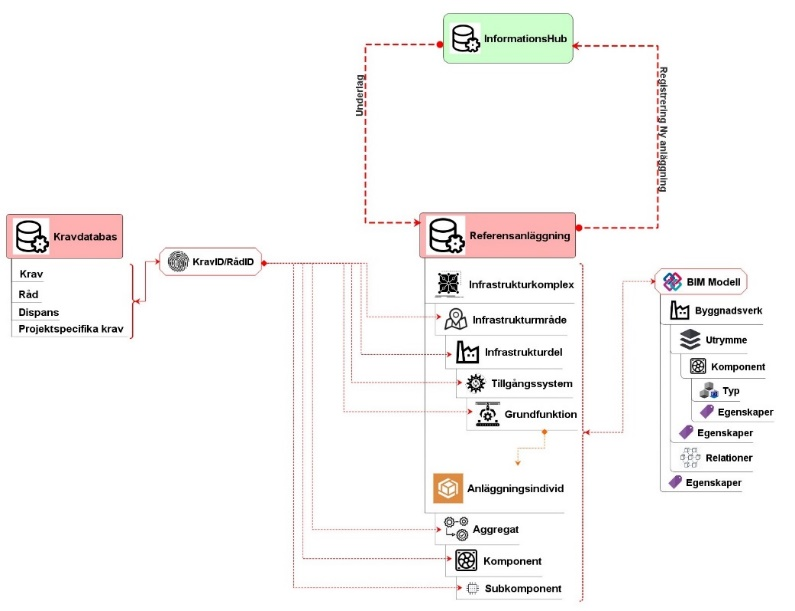 InformationsHub
Underlag
Registrering Ny anläggning
Kravdatabas
Krav
Råd
Dispans
Projektspecifika krav
KravID/RådID
Referensanläggning
Infrastrukturkomplex
Infrastrukturmråde
Infrastrukturdel
Tillgångssystem
Grundfunktion
Anläggningsindivid
Aggregat
Komponent
Subkomponent
BIM Modell
Byggnadsverk
Utrymme
Komponent
Typ
Egenskaper
Egenskaper
Relationer
Egenskaper